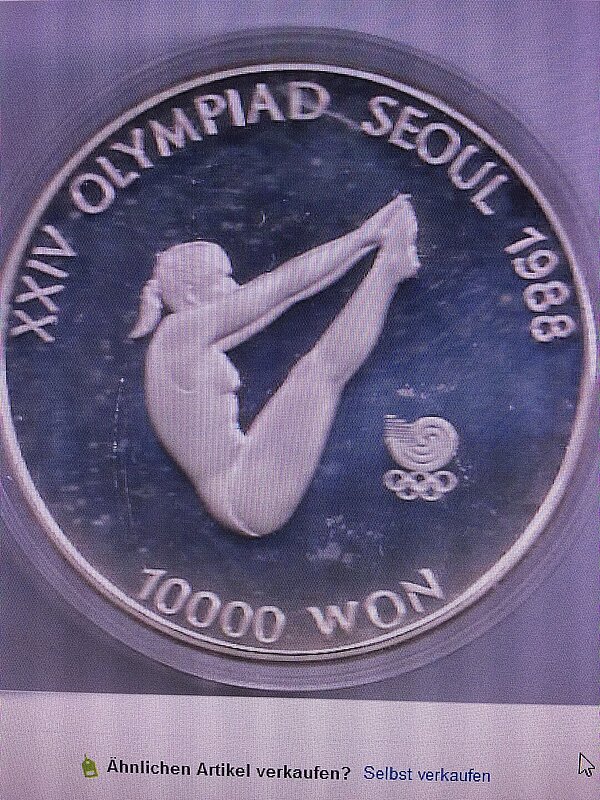 XXIV OLYMPIAD SEOUL 1988
10000 WON
Ähnlichen Artikel verkaufen? Selbst verkaufen